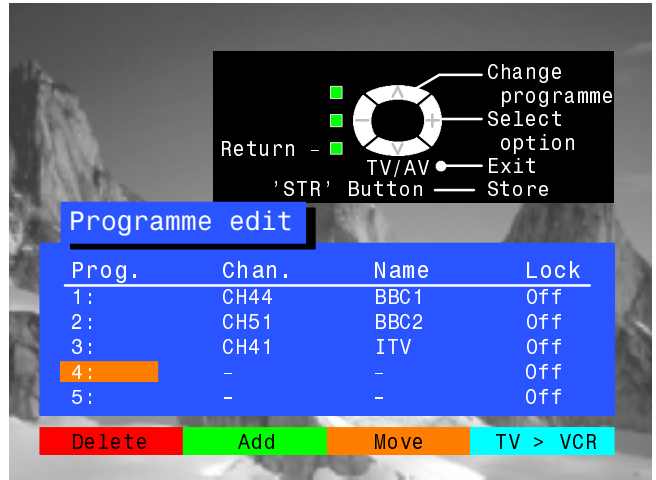 Change
programme
Select
option
Return –
TV/AV Exit
'STR' Button — Store
Programme edit
Prog. Chan. Name Lock
1: CH44 BBC1 Off
2: CH51 BBC2 Off
3: CH41 ITV Off
4: – – Off
5: – – Off
Delete Add Move TV > VCR